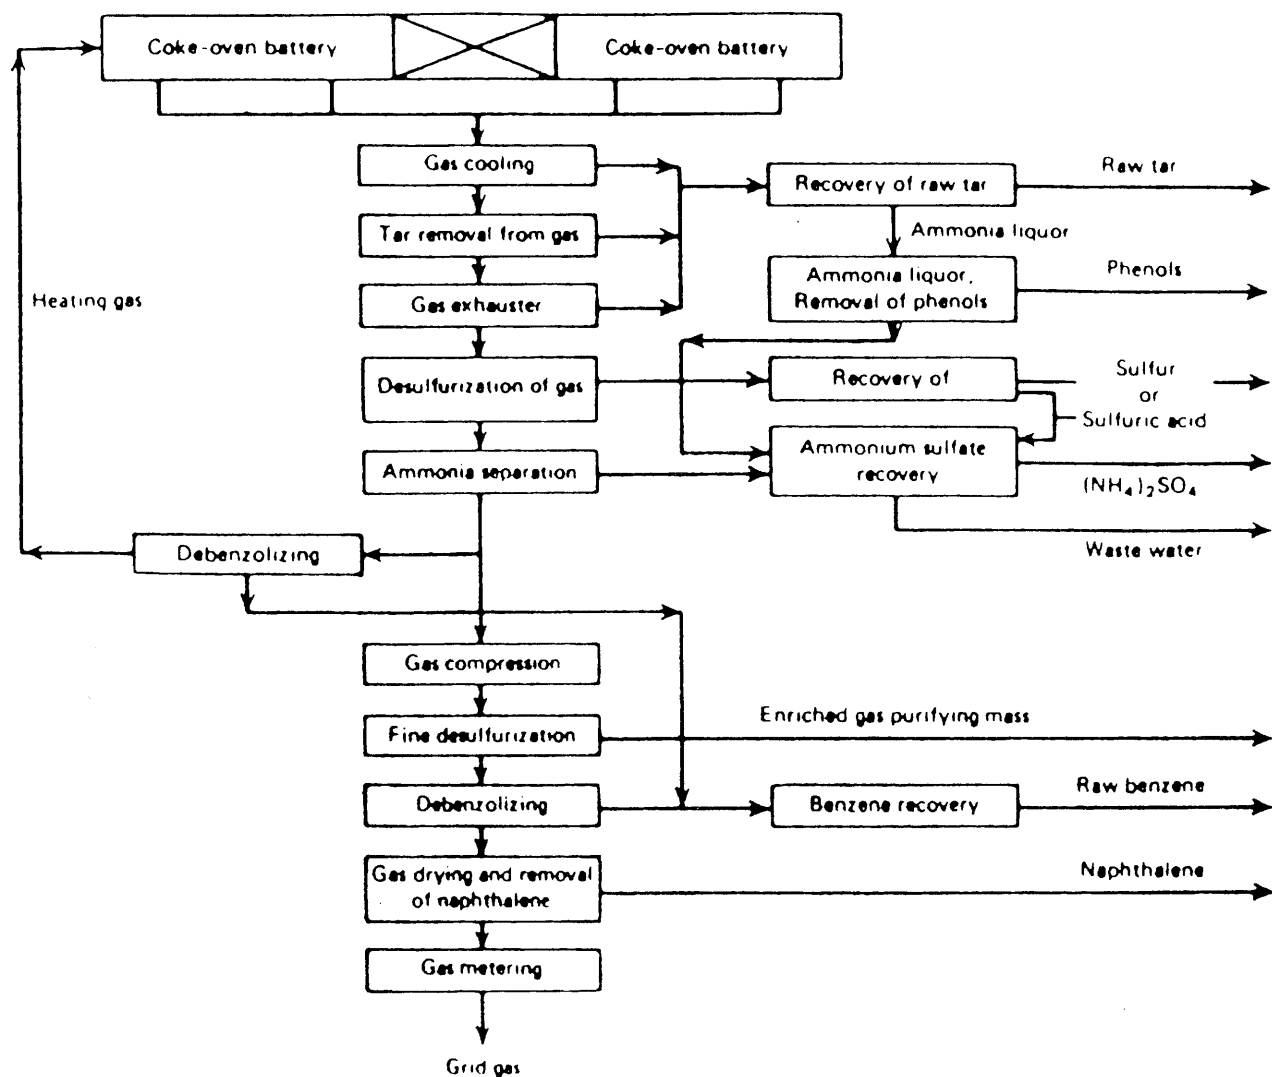 Coke-oven battery
Coke-oven battery
Gas cooling
Recovery of raw tar
Raw tar
Tar removal from gas
Ammonia liquor
Heating gas
Gas exhauster
Ammonia liquor,
Removal of phenols
Phenols
Desulfurization of gas
Recovery of
Sulfur
or
Sulfuric acid
Ammonia separation
Ammonium sulfate
recovery
(NH₄)₂SO₄
Waste water
Debenzolizing
Gas compression
Fine desulfurization
Enriched gas purifying mass
Debenzolizing
Benzene recovery
Raw benzene
Gas drying and removal
of naphthalene
Naphthalene
Gas metering
Grid gas